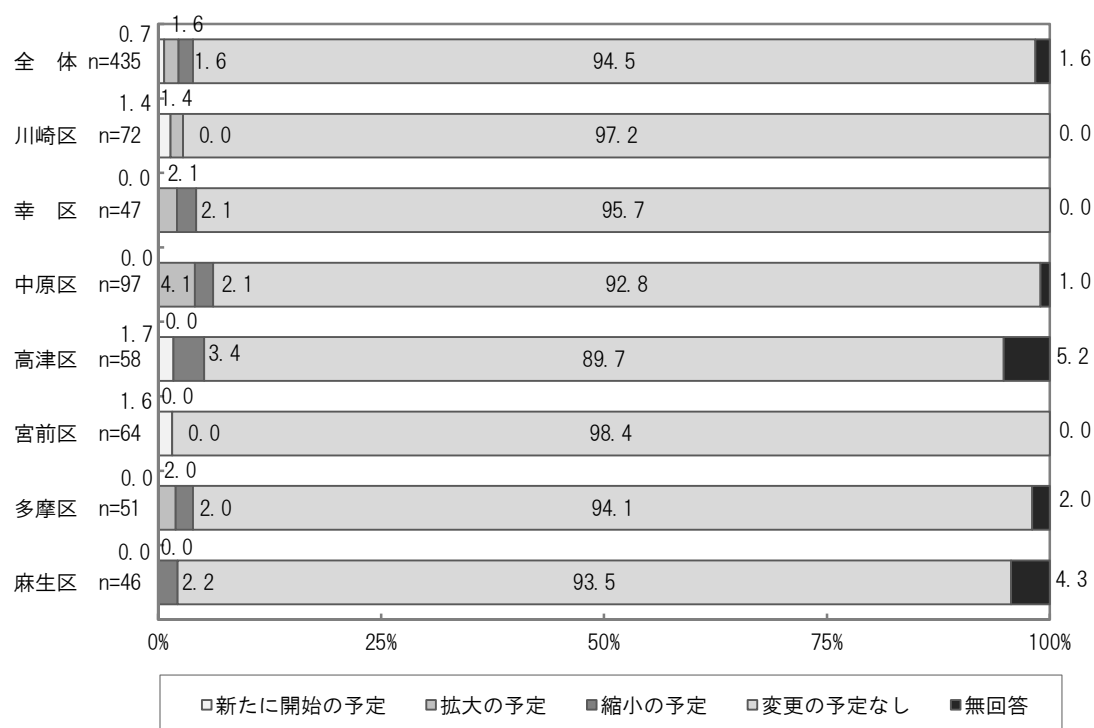 0.7 1.6
全　体 n=435 1.6 94.5 1.6
1.4 1.4
川崎区 n=72 0.0 97.2 0.0
0.0 2.1
幸　区 n=47 2.1 95.7 0.0
0.0
中原区 n=97 4.1 2.1 92.8 1.0
1.7 0.0
高津区 n=58 3.4 89.7 5.2
1.6 0.0
宮前区 n=64 0.0 98.4 0.0
0.0 2.0
多摩区 n=51 2.0 94.1 2.0
0.0 0.0
麻生区 n=46 2.2 93.5 4.3
0% 25% 50% 75% 100%
新たに開始の予定 拡大の予定 縮小の予定 変更の予定なし 無回答